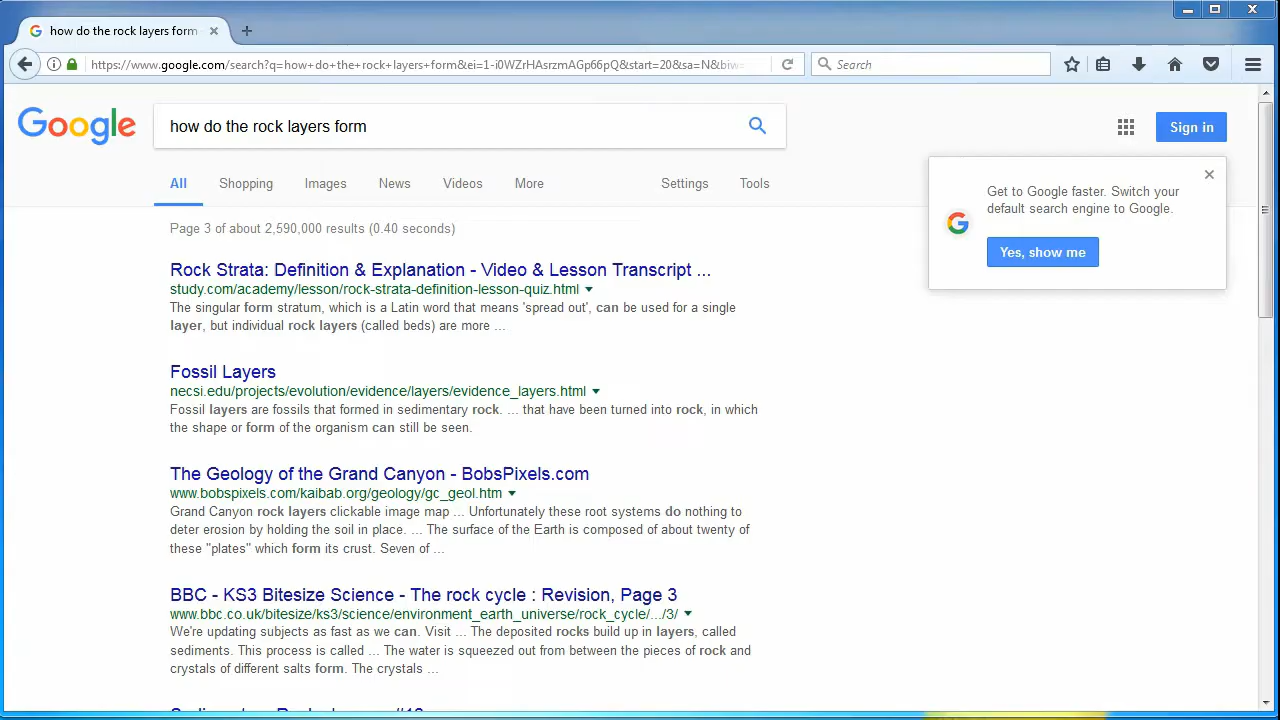 how do the rock layers form
https://www.google.com/search?q=how+do+the+rock+layers+form&ei=1-i0WZrHAsrzmAGp66pQ&start=20&sa=N&biw
Search
Google
how do the rock layers form
Sign in
All
Shopping
Images
News
Videos
More
Settings
Tools
Get to Google faster. Switch your
default search engine to Google.
Yes, show me
Page 3 of about 2,590,000 results (0.40 seconds)
Rock Strata: Definition & Explanation - Video & Lesson Transcript ...
study.com/academy/lesson/rock-strata-definition-lesson-quiz.html
The singular form stratum, which is a Latin word that means 'spread out', can be used for a single
layer, but individual rock layers (called beds) are more ...
Fossil Layers
necsi.edu/projects/evolution/evidence/layers/evidence_layers.html
Fossil layers are fossils that formed in sedimentary rock. ... that have been turned into rock, in which
the shape or form of the organism can still be seen.
The Geology of the Grand Canyon - BobsPixels.com
www.bobspixels.com/kaibab.org/geology/gc_geol.htm
Grand Canyon rock layers clickable image map ... Unfortunately these root systems do nothing to
deter erosion by holding the soil in place. ... The surface of the Earth is composed of about twenty of
these "plates" which form its crust. Seven of ...
BBC - KS3 Bitesize Science - The rock cycle : Revision, Page 3
www.bbc.co.uk/bitesize/ks3/science/environment_earth_universe/rock_cycle/.../3/
We're updating subjects as fast as we can. Visit ... The deposited rocks build up in layers, called
sediments. This process is called ... The water is squeezed out from between the pieces of rock and
crystals of different salts form. The crystals ...